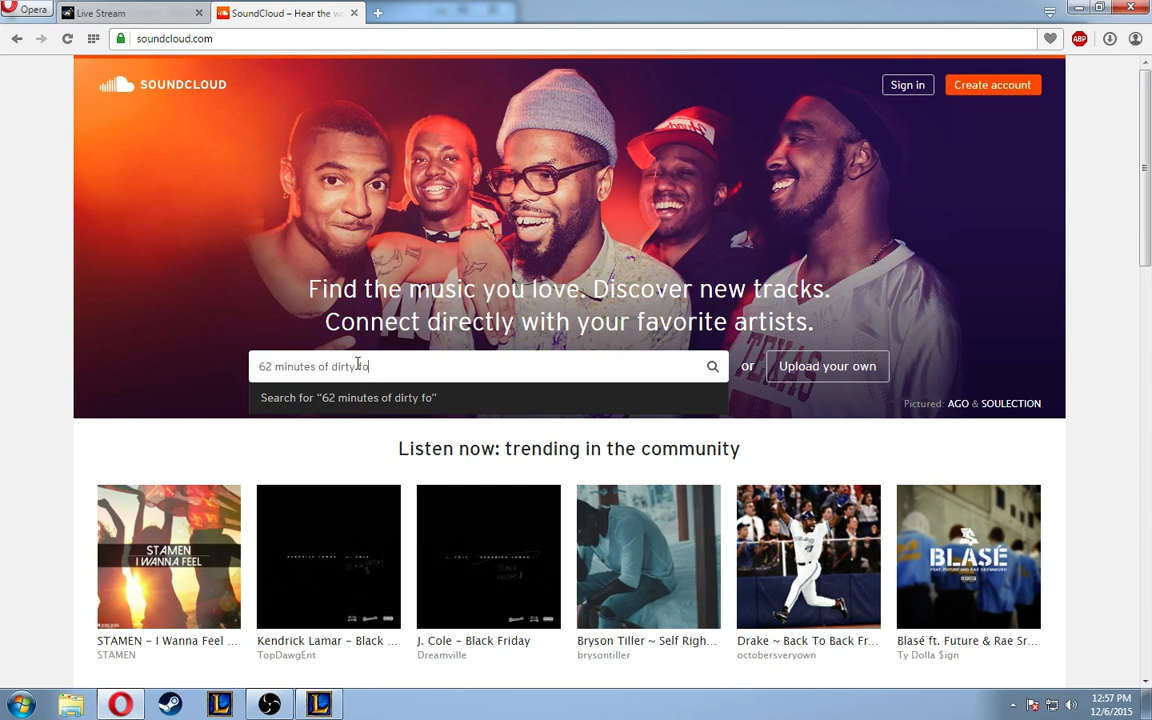 Opera
Live Stream
SoundCloud – Hear the wo
soundcloud.com
ABP
SOUNDCLOUD
Sign in
Create account
Find the music you love. Discover new tracks.
Connect directly with your favorite artists.
62 minutes of dirty fo
or
Upload your own
Search for “62 minutes of dirty fo”
Pictured: AGO & SOULECTION
Listen now: trending in the community
STAMEN
I WANNA FEEL
BLASÉ
STAMEN – I Wanna Feel ...
Kendrick Lamar – Black ...
J. Cole – Black Friday
Bryson Tiller ~ Self Righ...
Drake ~ Back To Back Fr...
Blasé ft. Future & Rae Sr...
STAMEN
TopDawgEnt
Dreamville
brysontiller
octobersveryown
Ty Dolla $ign
12:57 PM
12/6/2015